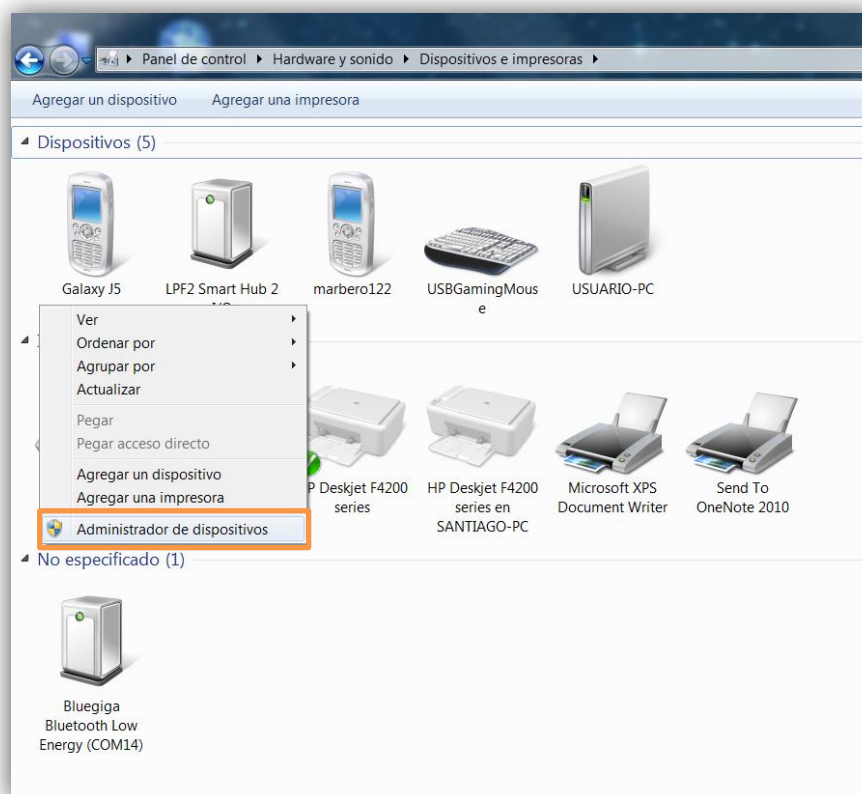 Panel de control Hardware y sonido Dispositivos e impresoras
Agregar un dispositivo Agregar una impresora
Dispositivos (5)
Galaxy J5
LPF2 Smart Hub 2
marbero122
USBGamingMous
e
USUARIO-PC
Ver
Ordenar por
Agrupar por
Actualizar
Pegar
Pegar acceso directo
Agregar un dispositivo
Agregar una impresora
Administrador de dispositivos
P Deskjet F4200
series
HP Deskjet F4200
series en
SANTIAGO-PC
Microsoft XPS
Document Writer
Send To
OneNote 2010
No especificado (1)
Bluegiga
Bluetooth Low
Energy (COM14)